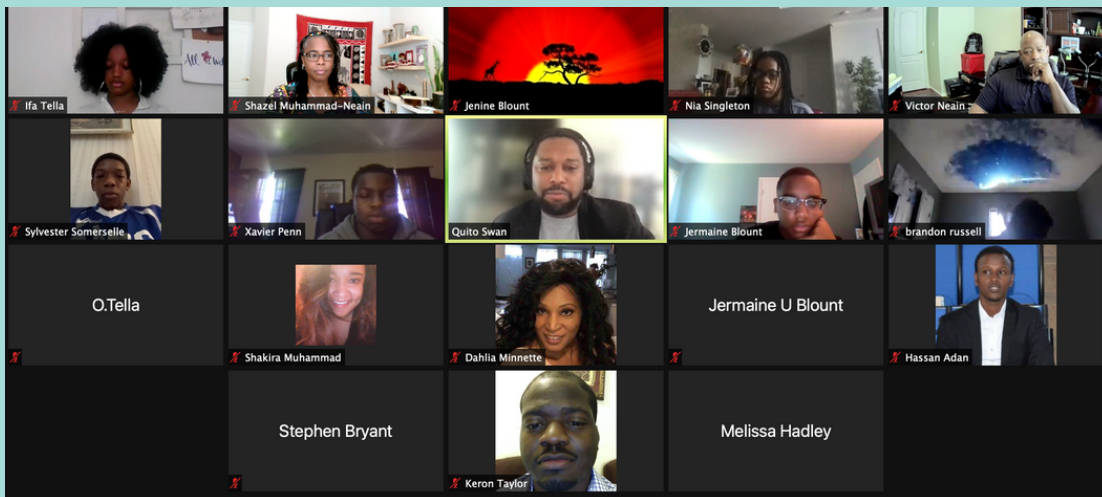 Ifa Tella
Shazel Muhammad-Neain
Jenine Blount
Nia Singleton
Victor Neain
Sylvester Somerselle
Xavier Penn
Quito Swan
Jermaine Blount
brandon russell
O.Tella
Shakira Muhammad
Dahlia Minnette
Jermaine U Blount
Hassan Adan
Stephen Bryant
Keron Taylor
Melissa Hadley